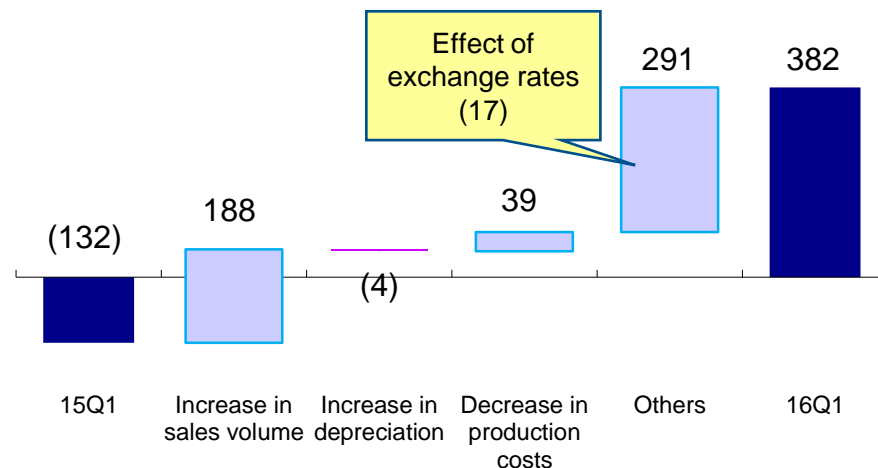 Effect of
exchange rates
(17)
291
382
188
39
(132)
(4)
15Q1
Increase in
sales volume
Increase in
depreciation
Decrease in
production
costs
Others
16Q1